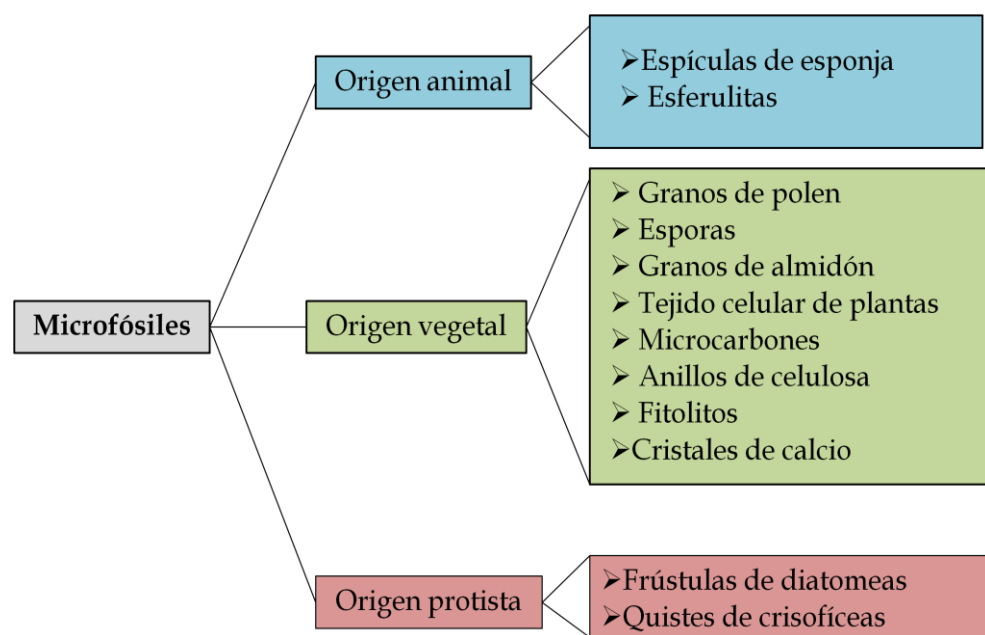 Microfósiles
Origen animal
➢Espículas de esponja
➢ Esferulitas
Origen vegetal
➢ Granos de polen
➢ Esporas
➢ Granos de almidón
➢ Tejido celular de plantas
➢ Microcarbones
➢ Anillos de celulosa
➢ Fitolitos
➢Cristales de calcio
Origen protista
➢Frústulas de diatomeas
➢Quistes de crisofíceas